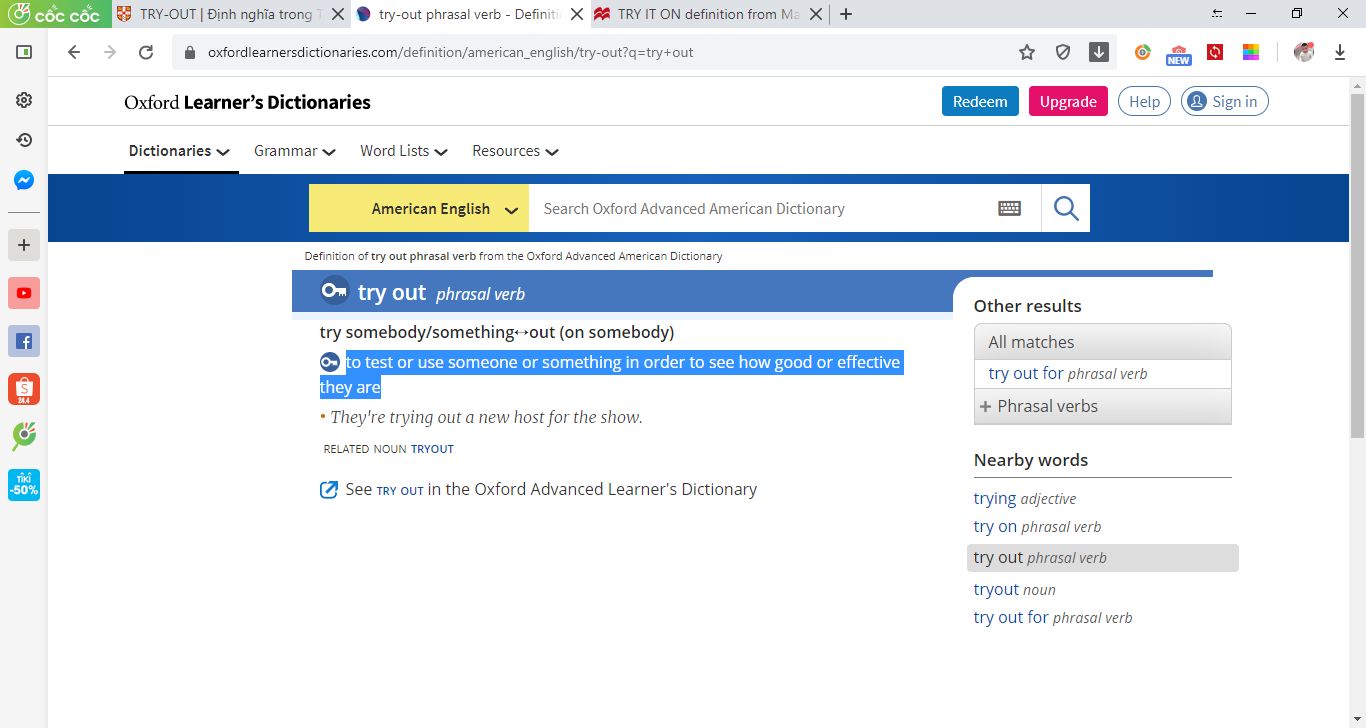 cốc cốc
TRY-OUT | Định nghĩa trong T
try-out phrasal verb - Definiti
TRY IT ON definition from Ma
oxfordlearnersdictionaries.com/definition/american_english/try-out?q=try+out
NEW
Oxford Learner's Dictionaries
Redeem
Upgrade
Help
Sign in
Dictionaries
Grammar
Word Lists
Resources
American English
Search Oxford Advanced American Dictionary
Definition of try out phrasal verb from the Oxford Advanced American Dictionary
try out phrasal verb
try somebody/something↔out (on somebody)
to test or use someone or something in order to see how good or effective
they are
• They're trying out a new host for the show.
RELATED NOUN TRYOUT
See TRY OUT in the Oxford Advanced Learner's Dictionary
Other results
All matches
try out for phrasal verb
+ Phrasal verbs
Nearby words
trying adjective
try on phrasal verb
try out phrasal verb
tryout noun
try out for phrasal verb
S
24.4
TIKI
-50%